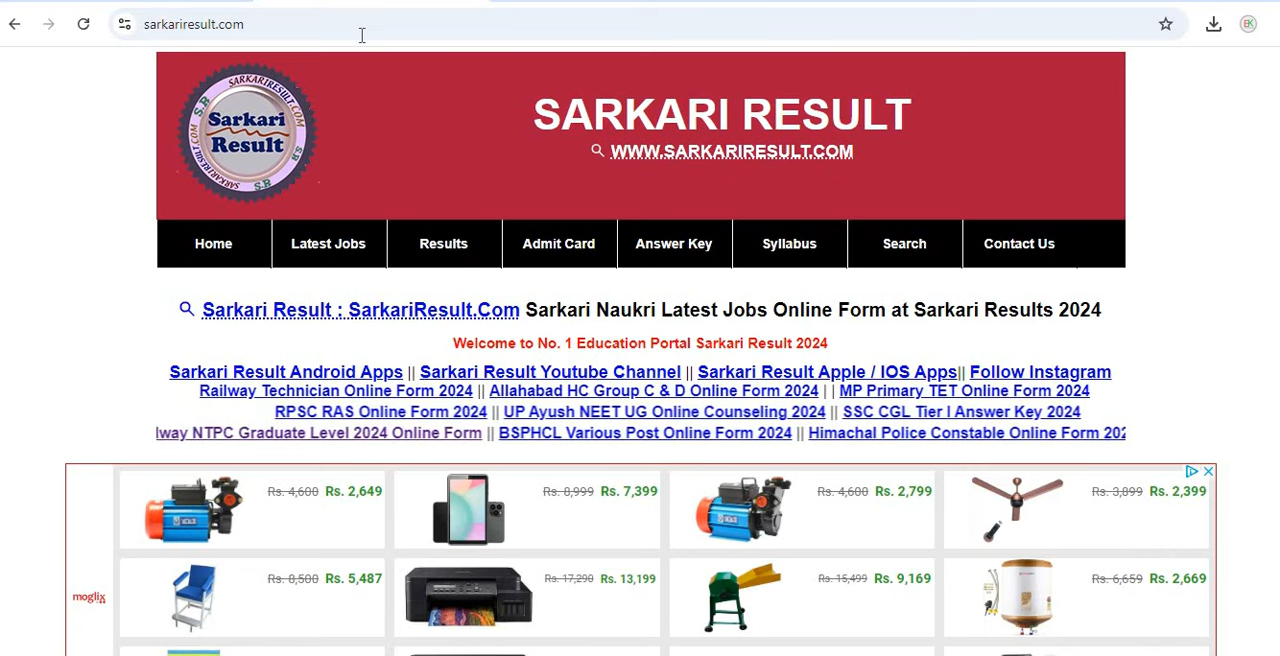 sarkariresult.com
SARKARIRESULT.COM
S.R
Sarkari
Result
SARKARI RESULT
WWW.SARKARIRESULT.COM
Home Latest Jobs Results Admit Card Answer Key Syllabus Search Contact Us
Sarkari Result : SarkariResult.Com Sarkari Naukri Latest Jobs Online Form at Sarkari Results 2024
Welcome to No. 1 Education Portal Sarkari Result 2024
Sarkari Result Android Apps || Sarkari Result Youtube Channel || Sarkari Result Apple / IOS Apps|| Follow Instagram
Railway Technician Online Form 2024 || Allahabad HC Group C & D Online Form 2024 | | MP Primary TET Online Form 2024
RPSC RAS Online Form 2024 || UP Ayush NEET UG Online Counseling 2024 || SSC CGL Tier I Answer Key 2024
lway NTPC Graduate Level 2024 Online Form || BSPHCL Various Post Online Form 2024 || Himachal Police Constable Online Form 202
Rs. 4,600 Rs. 2,649 Rs. 8,999 Rs. 7,399 Rs. 4,600 Rs. 2,799 Rs. 3,899 Rs. 2,399
Rs. 8,500 Rs. 5,487 Rs. 17,290 Rs. 13,199 Rs. 15,499 Rs. 9,169 Rs. 6,659 Rs. 2,669
moglix